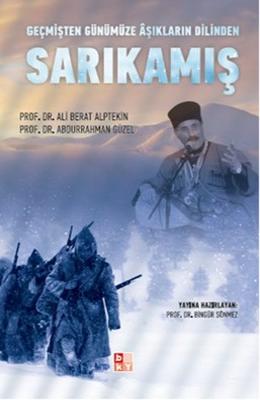 GEÇMİŞTEN GÜNÜMÜZE ÂŞIKLARIN DİLİNDEN
SARIKAMIŞ
PROF. DR. ALİ BERAT ALPTEKİN
PROF. DR. ABDURRAHMAN GÜZEL
YAYINA HAZIRLAYAN:
PROF. DR. BİNGÜR SÖNMEZ
bky